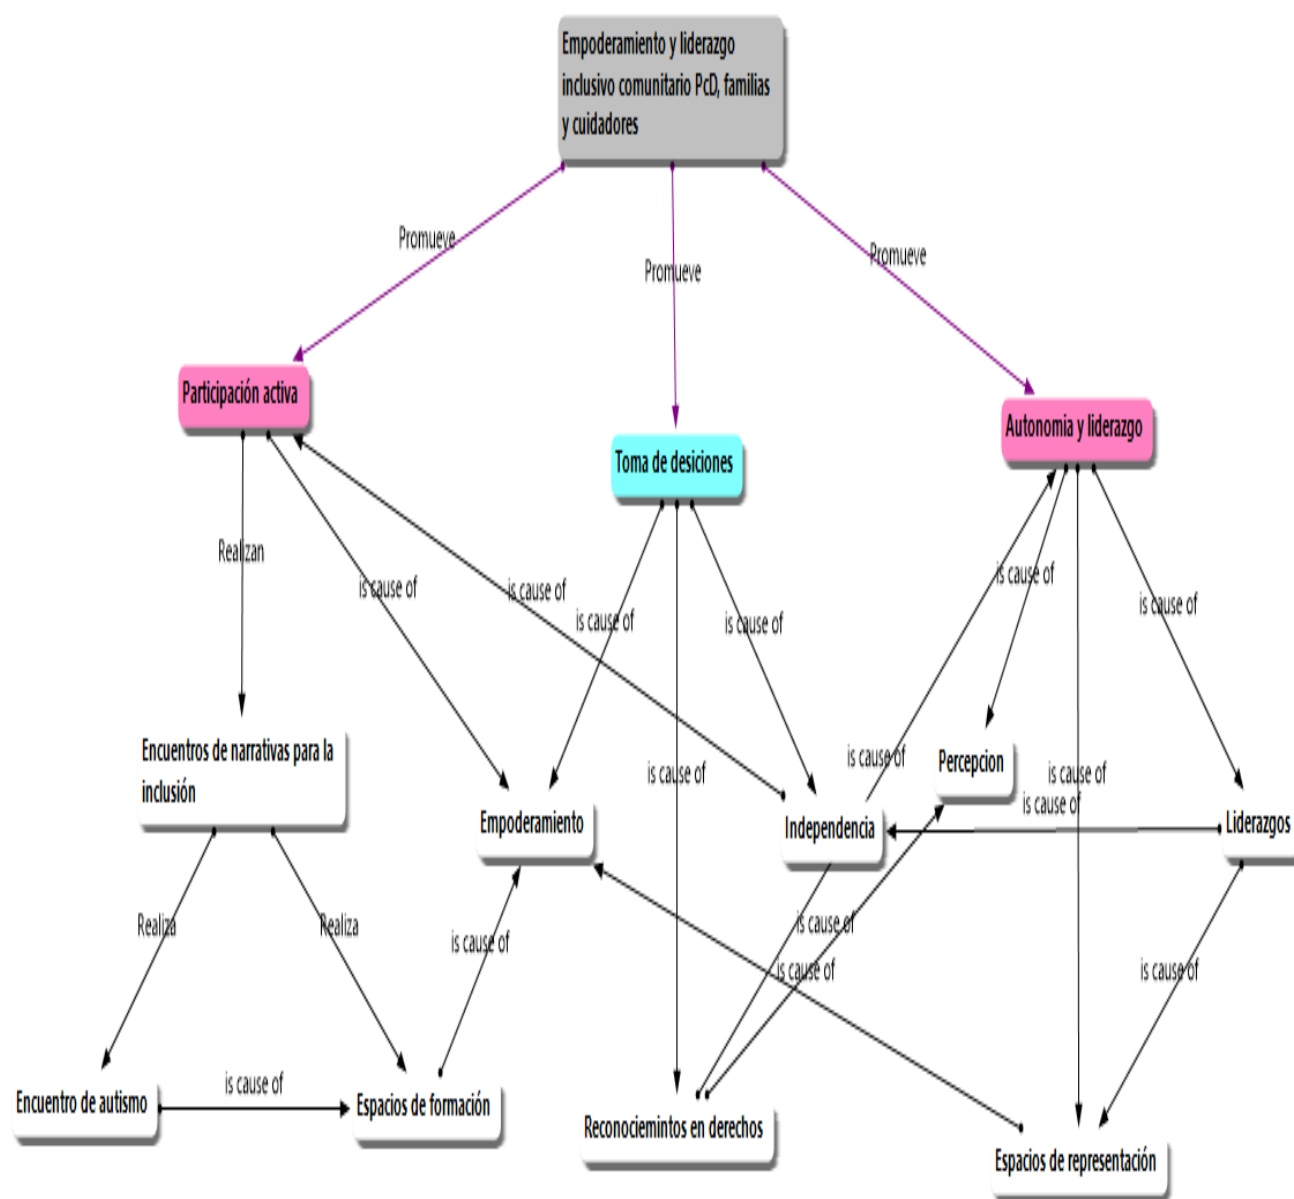 Empoderamiento y liderazgo
inclusivo comunitario PcD, familias
y cuidadores
Promueve
Promueve
Promueve
Participación activa
Toma de desiciones
Autonomia y liderazgo
Realizan
is cause of
is cause of
is cause of
is cause of
is cause of
is cause of
Encuentros de narrativas para la
inclusión
Empoderamiento
is cause of
Independencia
is cause of
Percepcion
is cause of
is cause of
Liderazgos
Realiza
Realiza
is cause of
is cause of
is cause of
is cause of
Encuentro de autismo
is cause of
Espacios de formación
Reconociemintos en derechos
Espacios de representación